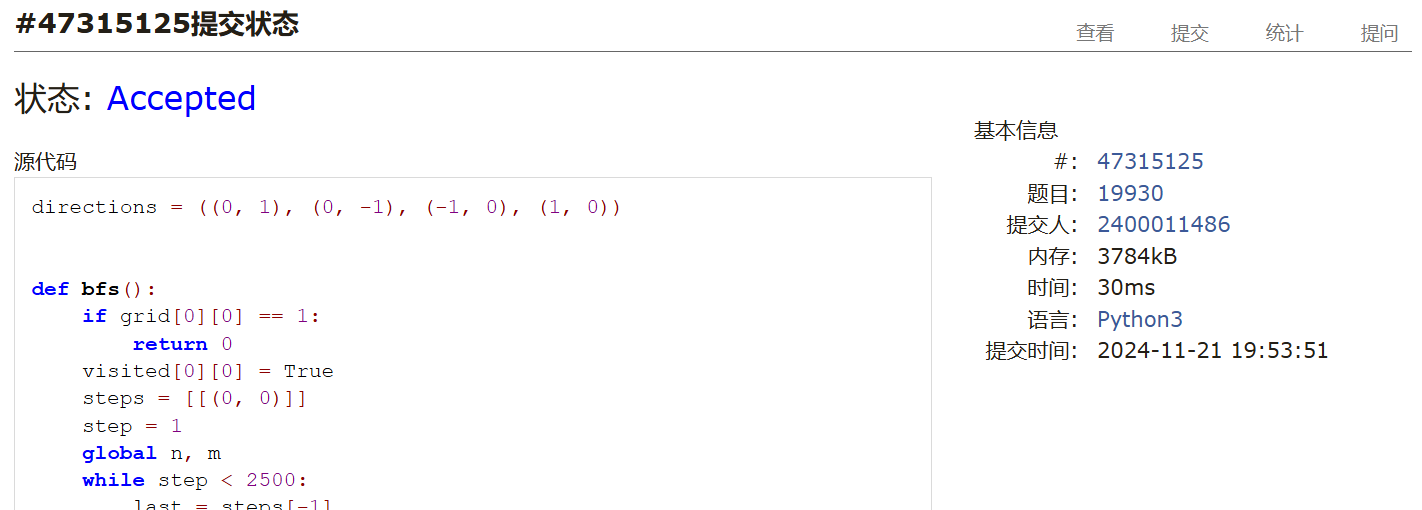 #47315125提交状态
查看 提交 统计 提问
状态: Accepted
源代码
directions = ((0, 1), (0, -1), (-1, 0), (1, 0))
def bfs():
    if grid[0][0] == 1:
        return 0
    visited[0][0] = True
    steps = [[(0, 0)]]
    step = 1
    global n, m
    while step < 2500:
        last = steps[-1]
基本信息
#: 47315125
题目: 19930
提交人: 2400011486
内存: 3784kB
时间: 30ms
语言: Python3
提交时间: 2024-11-21 19:53:51